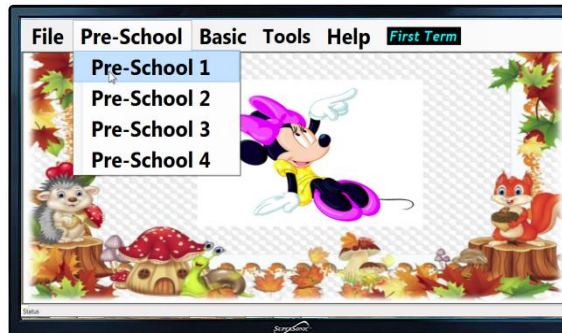 File Pre-School Basic Tools Help First Term
Pre-School 1
Pre-School 2
Pre-School 3
Pre-School 4
Status
SuperSonic